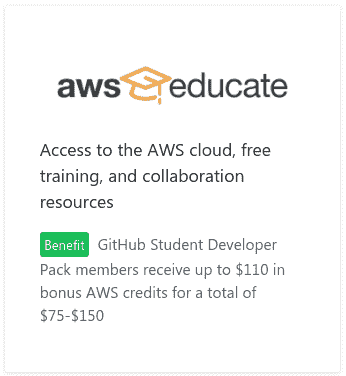 aws educate
Access to the AWS cloud, free
training, and collaboration
resources
Benefit GitHub Student Developer
Pack members receive up to $110 in
bonus AWS credits for a total of
$75-$150